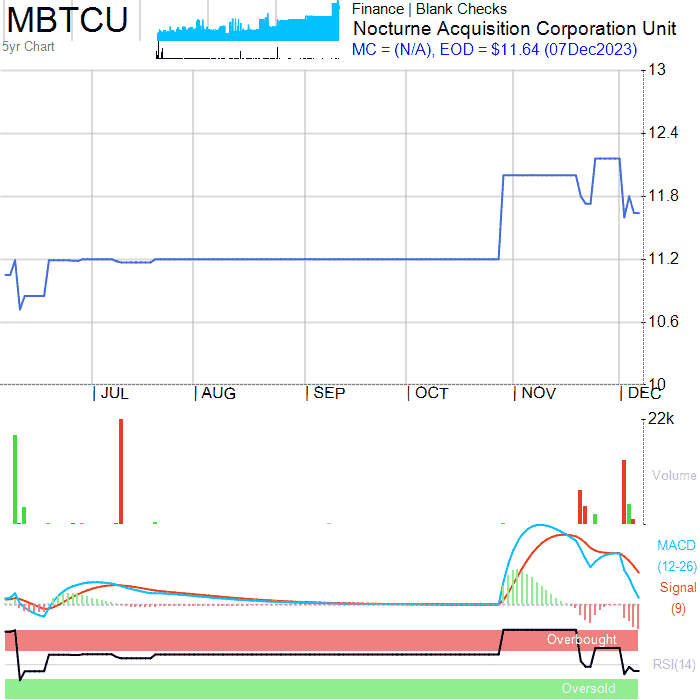 MBTCU
5yr Chart
Finance | Blank Checks
Nocturne Acquisition Corporation Unit
MC = (N/A), EOD = $11.64 (07Dec2023)
13
12.4
11.8
11.2
10.6
10
JUL AUG SEP OCT NOV DEC
22k
Volume
MACD
(12-26)
Signal
(9)
Overbought
RSI(14)
Oversold